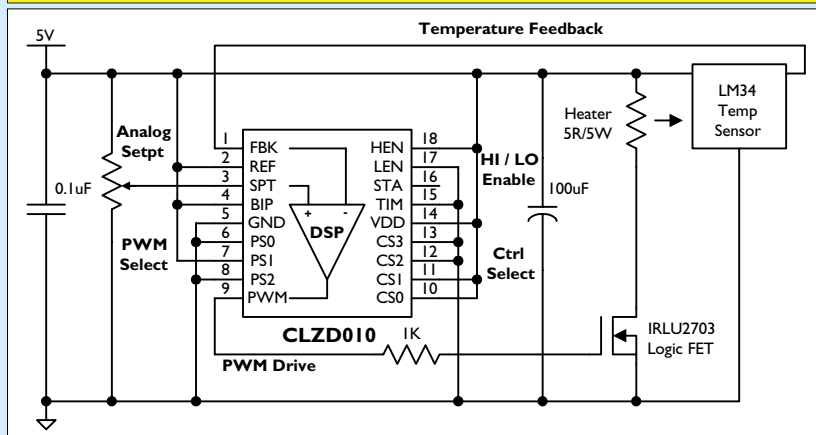 Temperature Feedback
5V
LM34
Temp
Sensor
Heater
5R/5W
Analog
Setpt
1 FBK HEN 18
2 REF LEN 17
3 SPT STA 16
4 BIP TIM 15
5 GND VDD 14
6 PS0 CS3 13
7 PS1 CS2 12
8 PS2 CS1 11
9 PWM CS0 10
+ -
DSP
HI / LO
Enable
0.1uF
100uF
PWM
Select
Ctrl
Select
CLZD010
1K
PWM Drive
IRLU2703
Logic FET